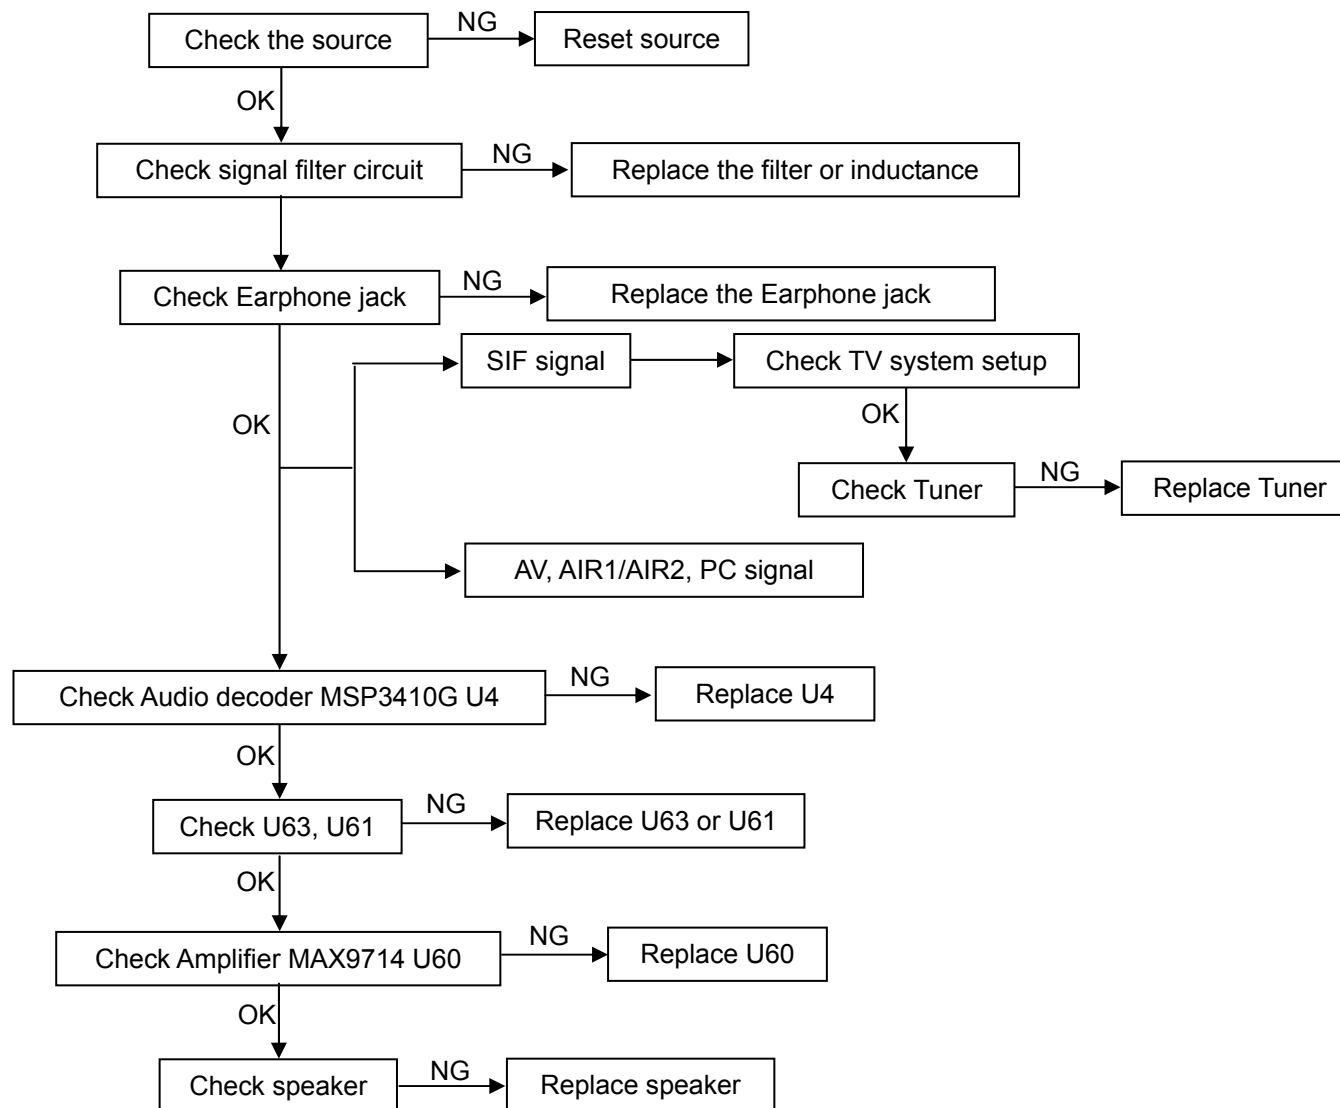 Check the source
NG
Reset source
OK
Check signal filter circuit
NG
Replace the filter or inductance
Check Earphone jack
NG
Replace the Earphone jack
SIF signal
Check TV system setup
OK
OK
Check Tuner
NG
Replace Tuner
AV, AIR1/AIR2, PC signal
Check Audio decoder MSP3410G U4
NG
Replace U4
OK
Check U63, U61
NG
Replace U63 or U61
OK
Check Amplifier MAX9714 U60
NG
Replace U60
OK
Check speaker
NG
Replace speaker